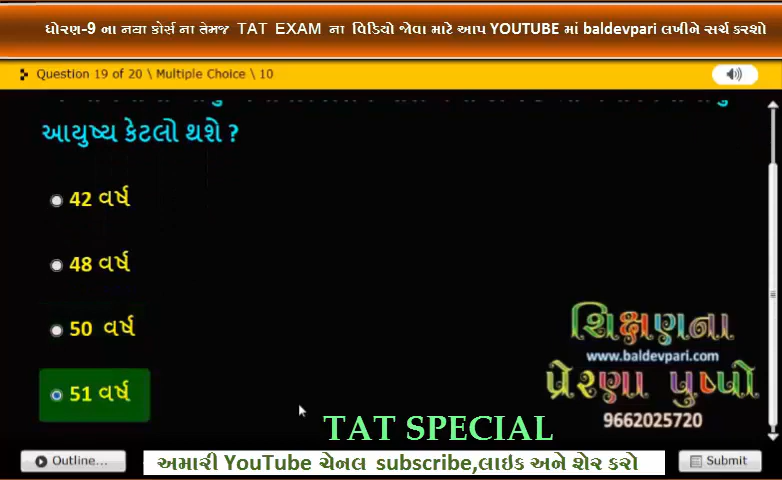 ધોરણ-9 ના નવા કોર્સ ના તેમજ TAT EXAM ના વિડિયો જોવા માટે આપ YOUTUBE માં baldevpari લખીને સર્ચ કરશો
Question 19 of 20 \ Multiple Choice \ 10
આયુષ્ય કેટલો થશે ?
42 વર્ષ
48 વર્ષ
50 વર્ષ
51 વર્ષ
શિક્ષણના
www.baldevpari.com
પ્રેરણા પુષ્પો
9662025720
TAT SPECIAL
Outline...
અમારી YouTube ચેનલ subscribe,લાઇક અને શેર કરો
Submit